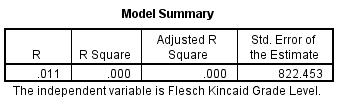 Model Summary
R R Square Adjusted R Square Std. Error of the Estimate
.011 .000 .000 822.453
The independent variable is Flesch Kincaid Grade Level.